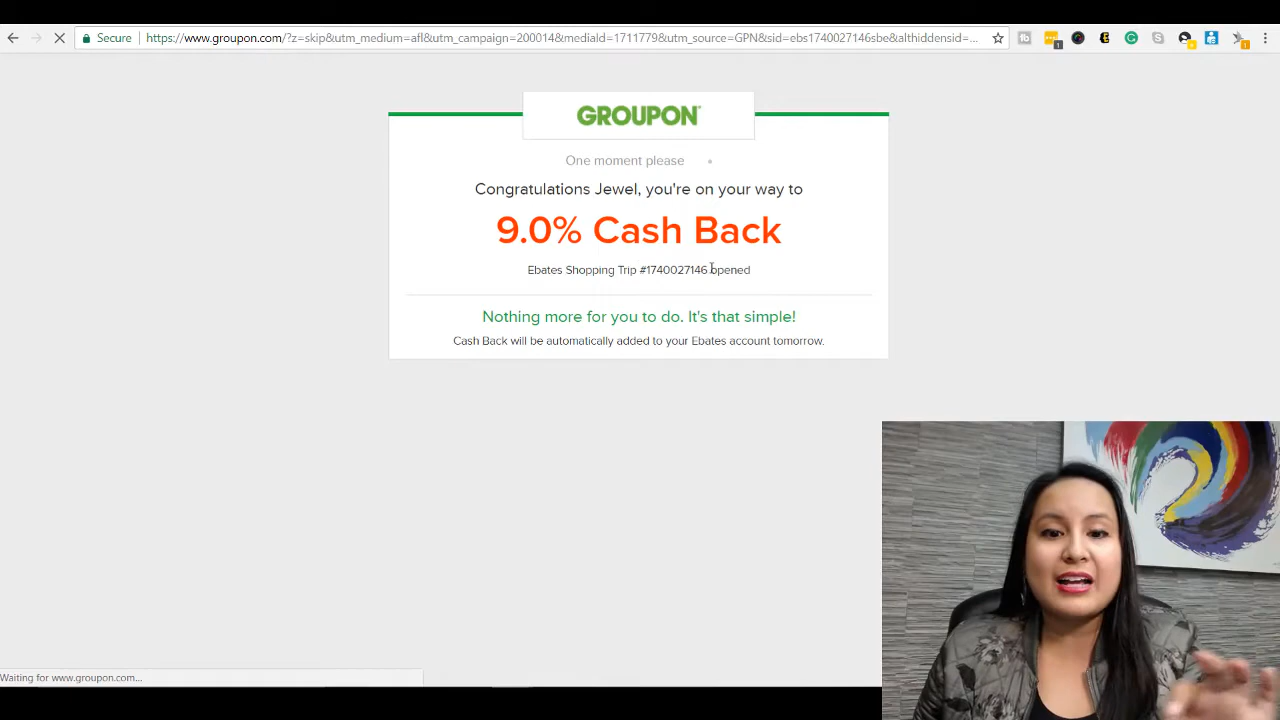 Secure
https://www.groupon.com/?z=skip&utm_medium=afl&utm_campaign=200014&mediaId=1711779&utm_source=GPN&sid=ebs1740027146sbe&althiddensid=...
GROUPON
One moment please
Congratulations Jewel, you're on your way to
9.0% Cash Back
Ebates Shopping Trip #1740027146 opened
Nothing more for you to do. It's that simple!
Cash Back will be automatically added to your Ebates account tomorrow.
Waiting for www.groupon.com...